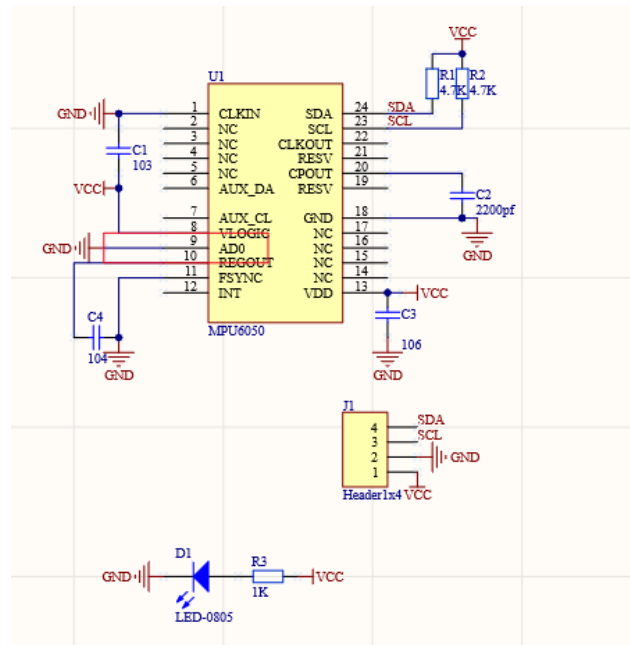 VCC
U1
R1 R2
4.7K 4.7K
GND 1 CLKIN SDA 24 SDA
2 NC SCL 23 SCL
3 NC CLKOUT 22
4 NC RESV 21
C1
103
5 NC CPOUT 20
VCC 6 AUX_DA RESV 19
C2
2200pf
7 AUX_CL GND 18
8 VLOGIC NC 17
GND 9 AD0 NC 16
10 REGOUT NC 15
GND
11 FSYNC NC 14
12 INT VDD 13 VCC
C4
C3
MPU6050
104
106
GND
GND
J1
4 SDA
3 SCL
2 GND
1
Header1x4 VCC
D1
R3
GND VCC
1K
LED-0805